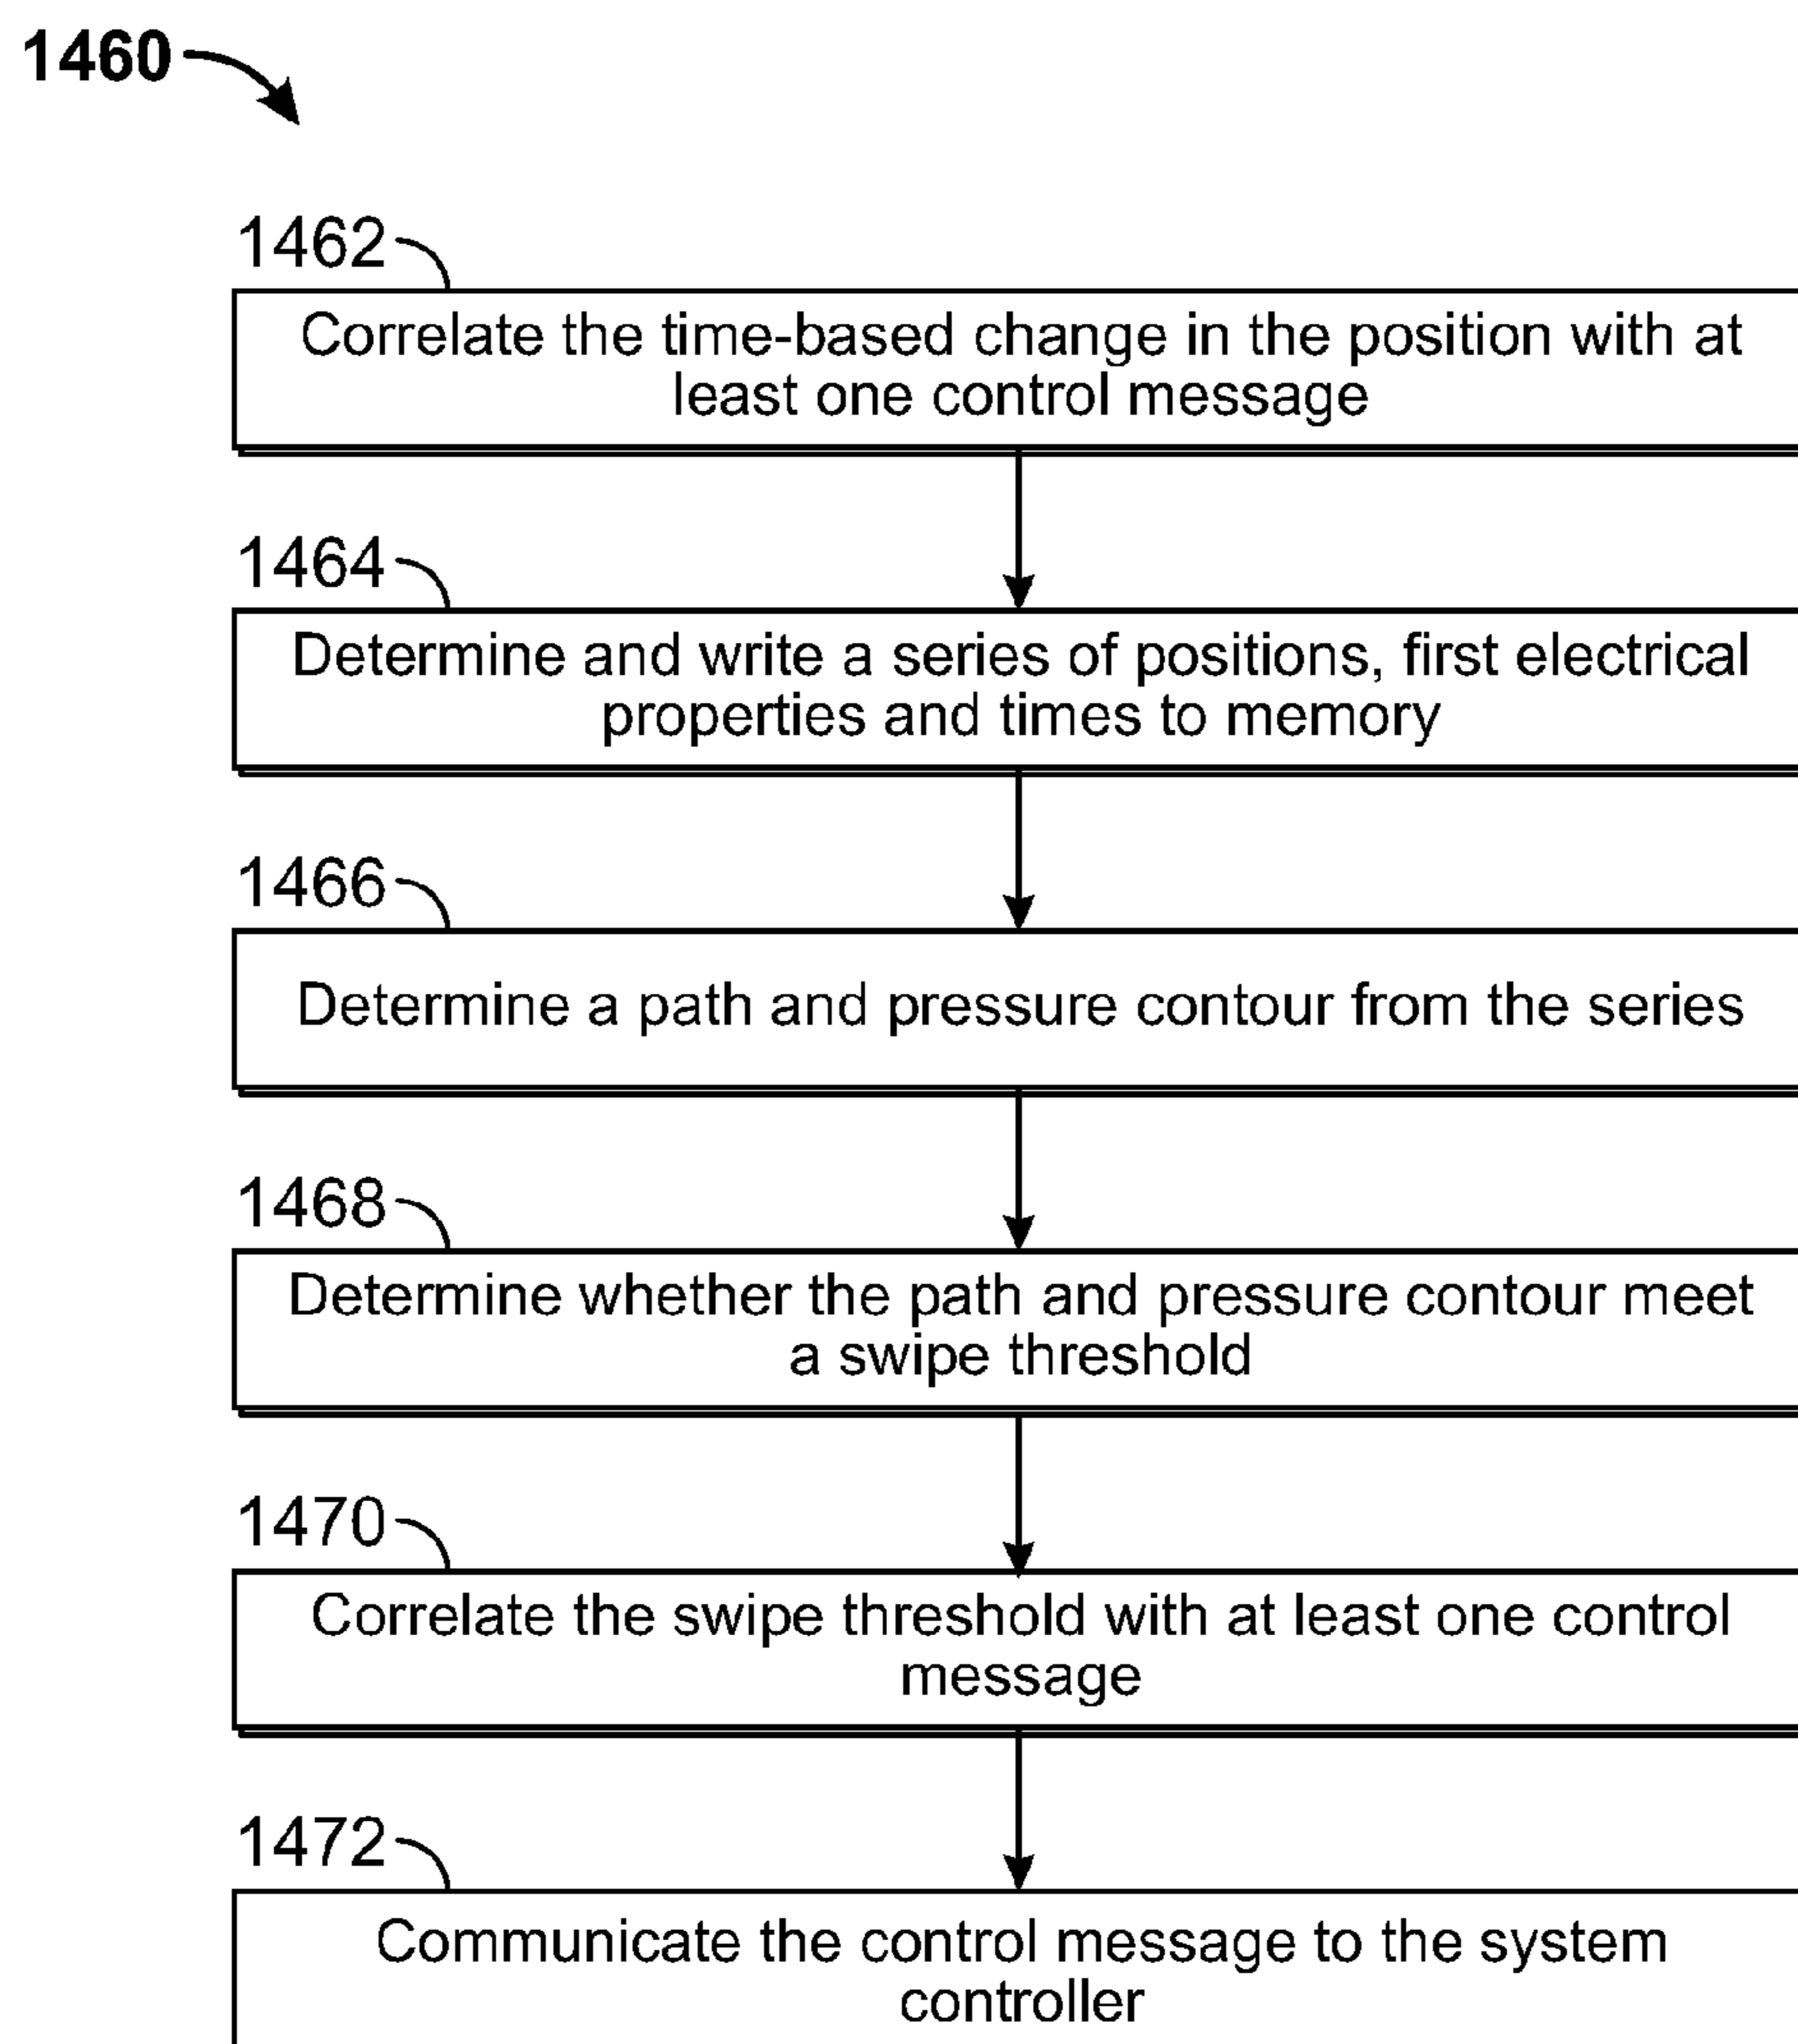 1460
1462
Correlate the time-based change in the position with at
least one control message
1464
Determine and write a series of positions, first electrical
properties and times to memory
1466
Determine a path and pressure contour from the series
1468
Determine whether the path and pressure contour meet
a swipe threshold
1470
Correlate the swipe threshold with at least one control
message
1472
Communicate the control message to the system
controller